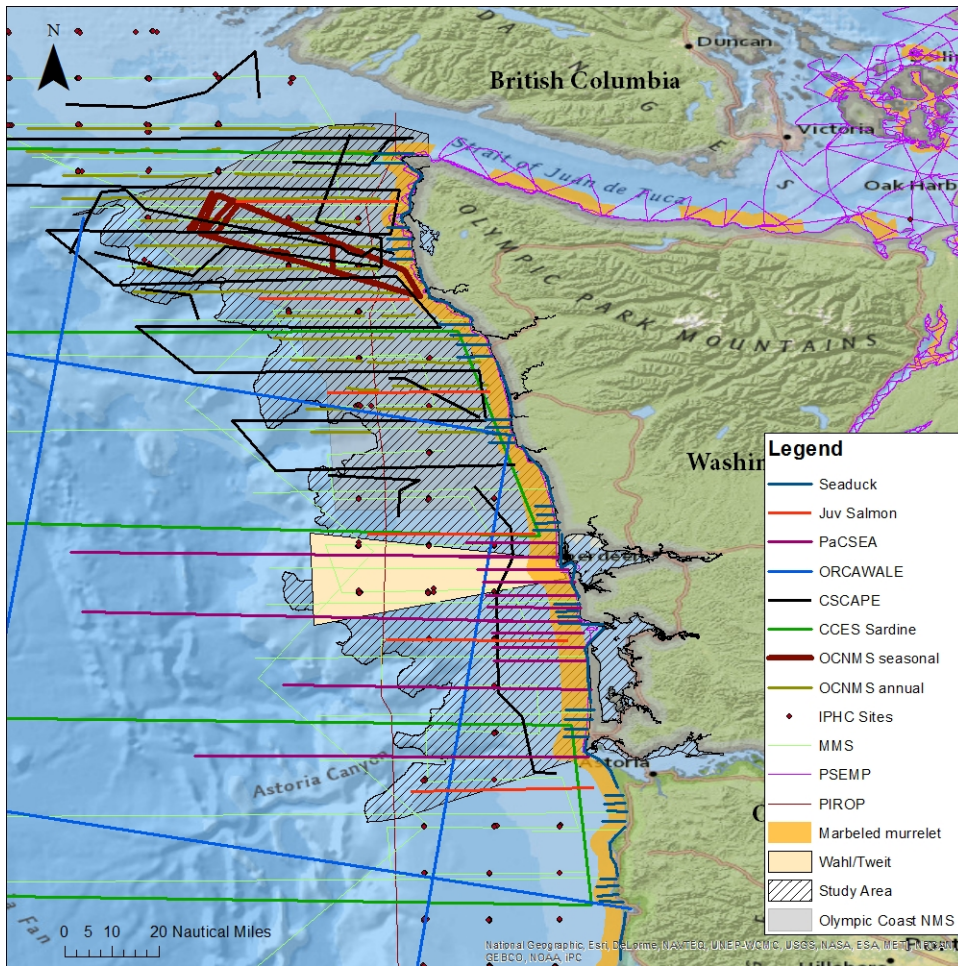 N
Duncan
British Columbia
Victoria
Strait of Juan de Fuca
Oak Harb
OLYMPIC PARK MOUNTAINS
Washin
Legend
Seaduck
Juv Salmon
PaCSEA
ORCAWALE
CSCAPE
CCES Sardine
OCNMS seasonal
OCNMS annual
IPHC Sites
MMS
PSEMP
PIROP
Marbeled murrelet
Wahl/Tweit
Study Area
Olympic Coast NMS
Astoria
Astoria Canyon
a Fan
0 5 10 20 Nautical Miles
National Geographic, Esri, DeLorme, NAVTEQ, UNEP-WCMC, USGS, NASA, ESA, METI,
GEBCO, NOAA, iPC